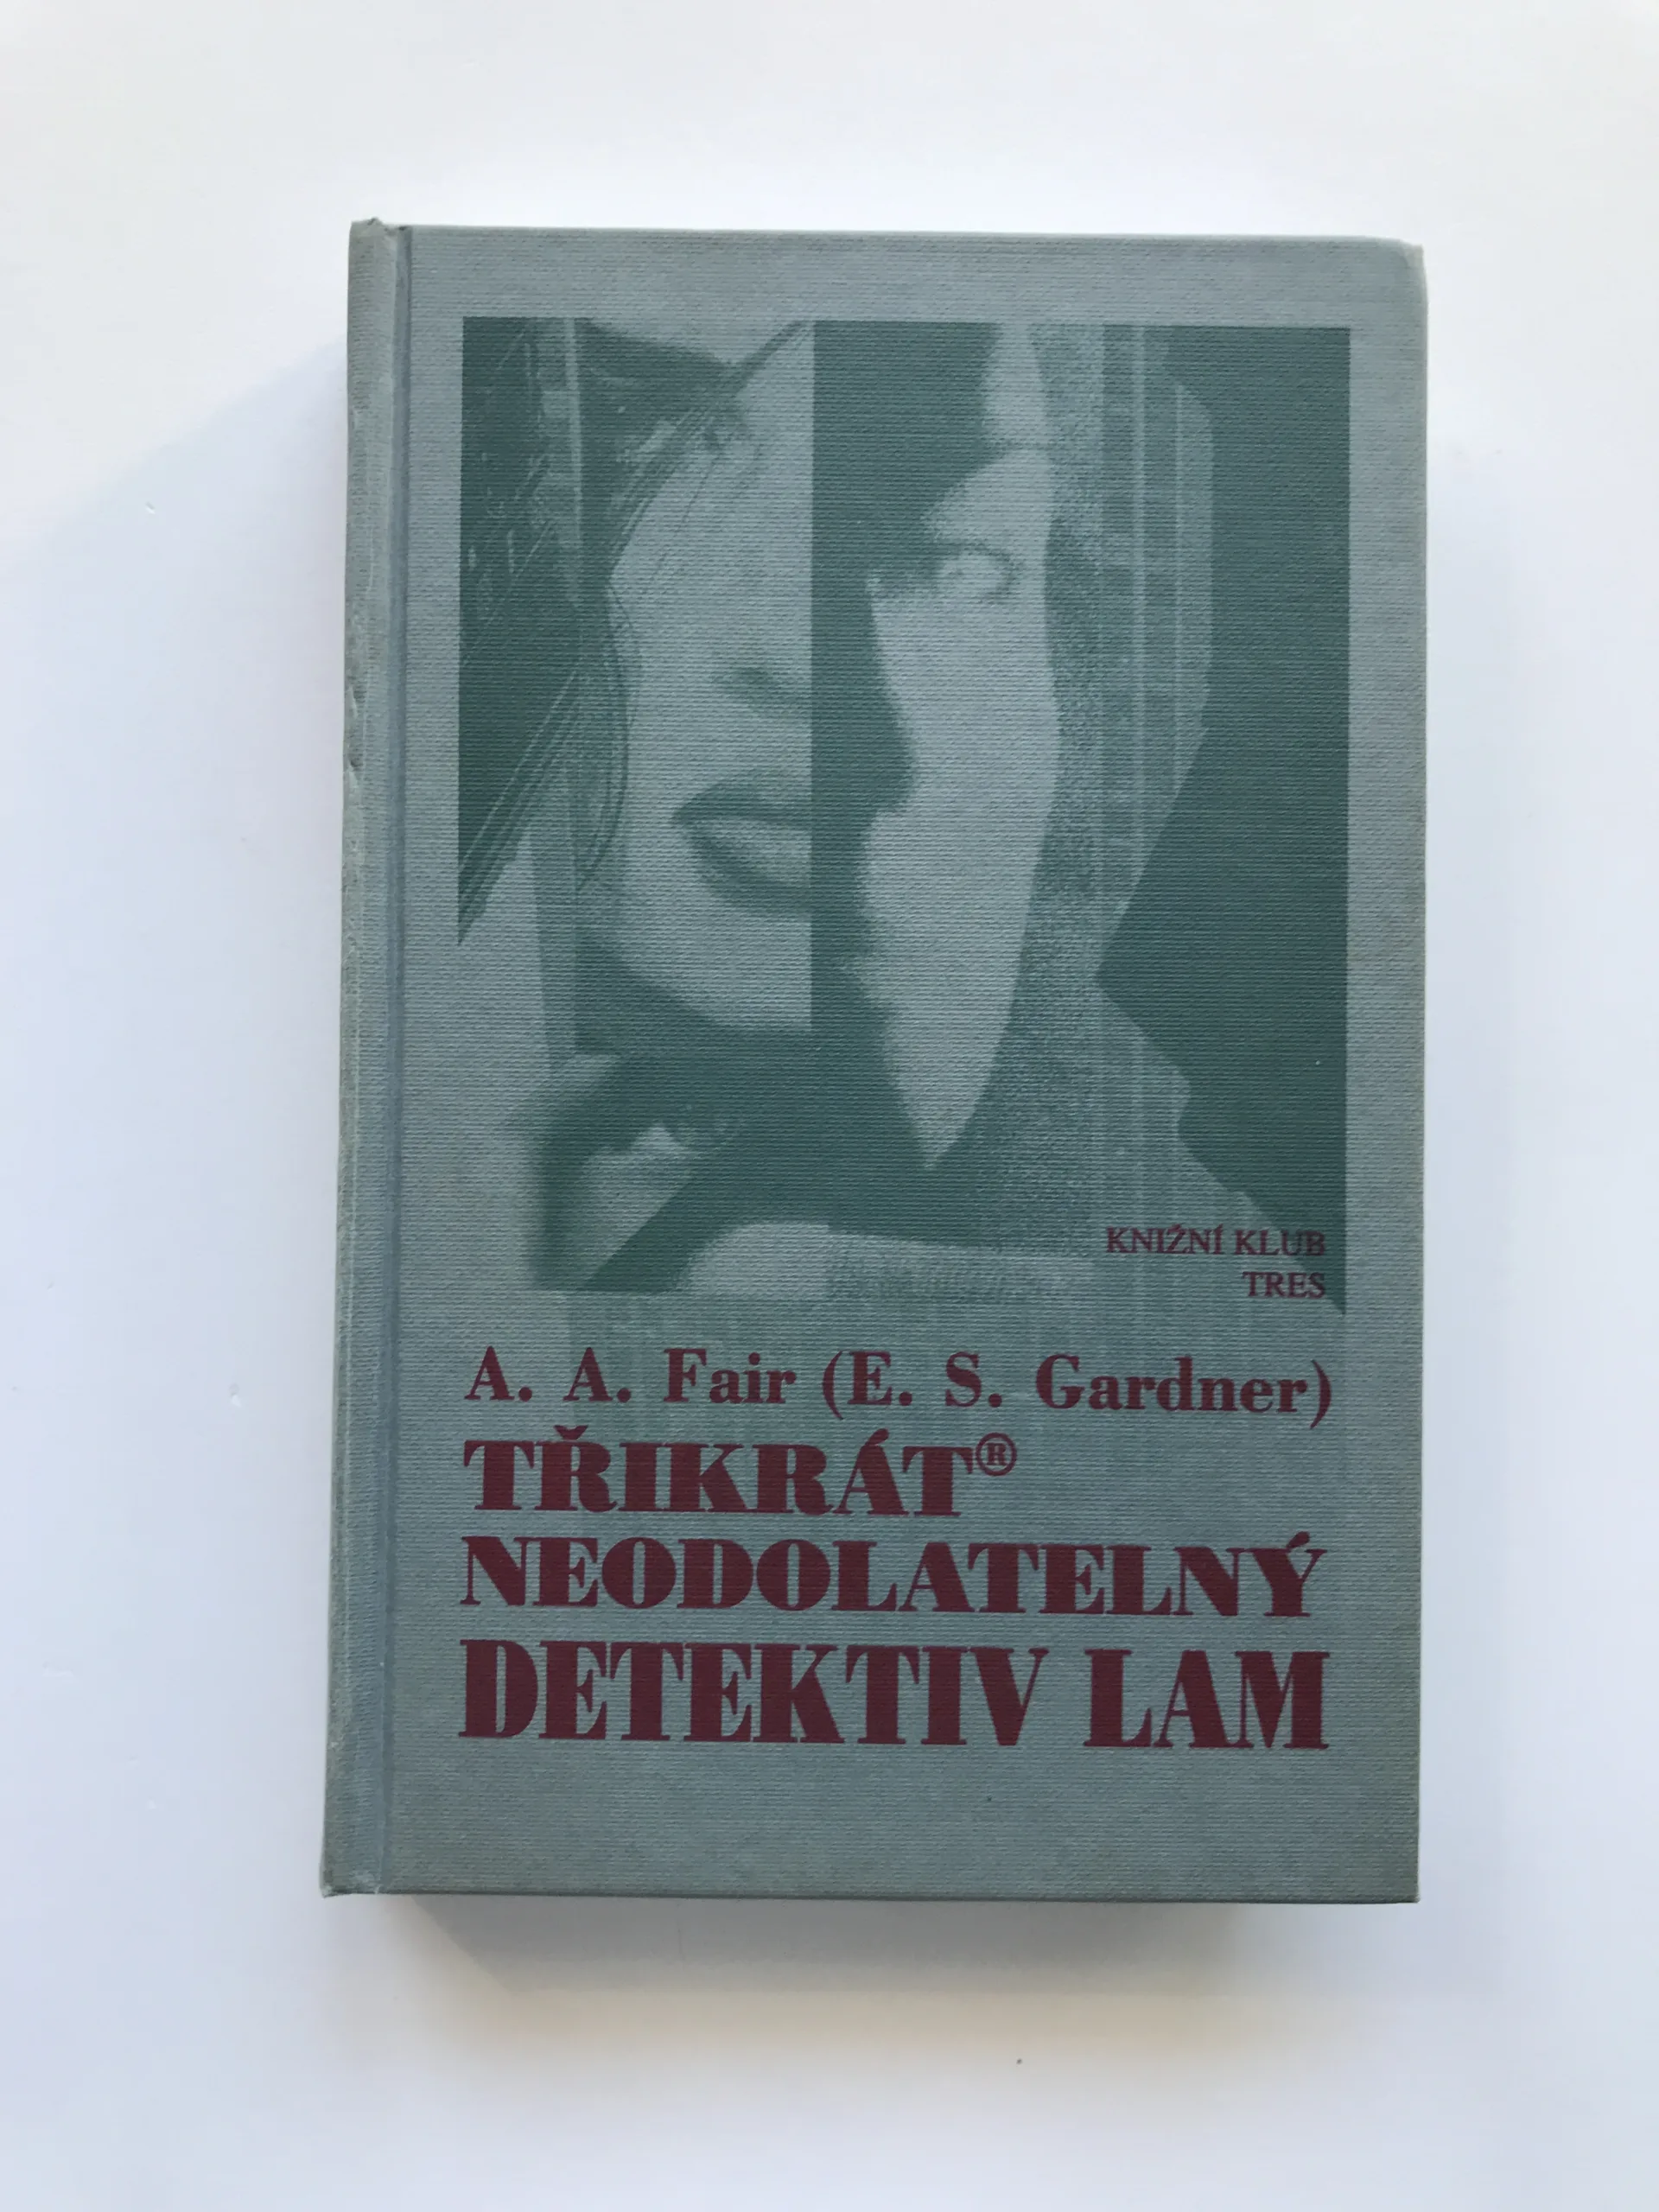 KNIŽNÍ KLUB
TRES
A. A. Fair (E. S. Gardner)
TŘIKRÁT®
NEODOLATELNÝ
DETEKTIV LAM